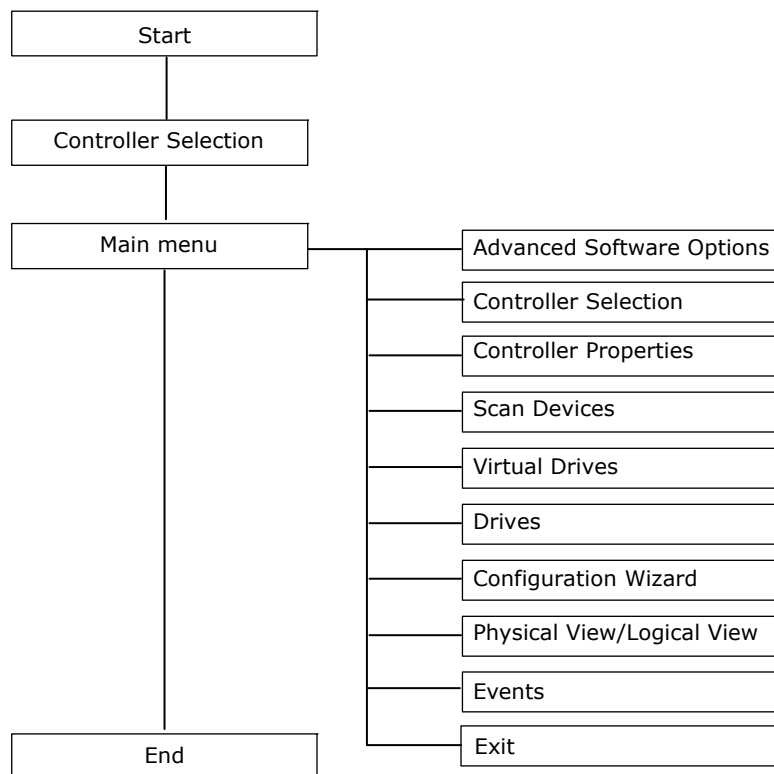 Start
Controller Selection
Main menu
Advanced Software Options
Controller Selection
Controller Properties
Scan Devices
Virtual Drives
Drives
Configuration Wizard
Physical View/Logical View
Events
Exit
End